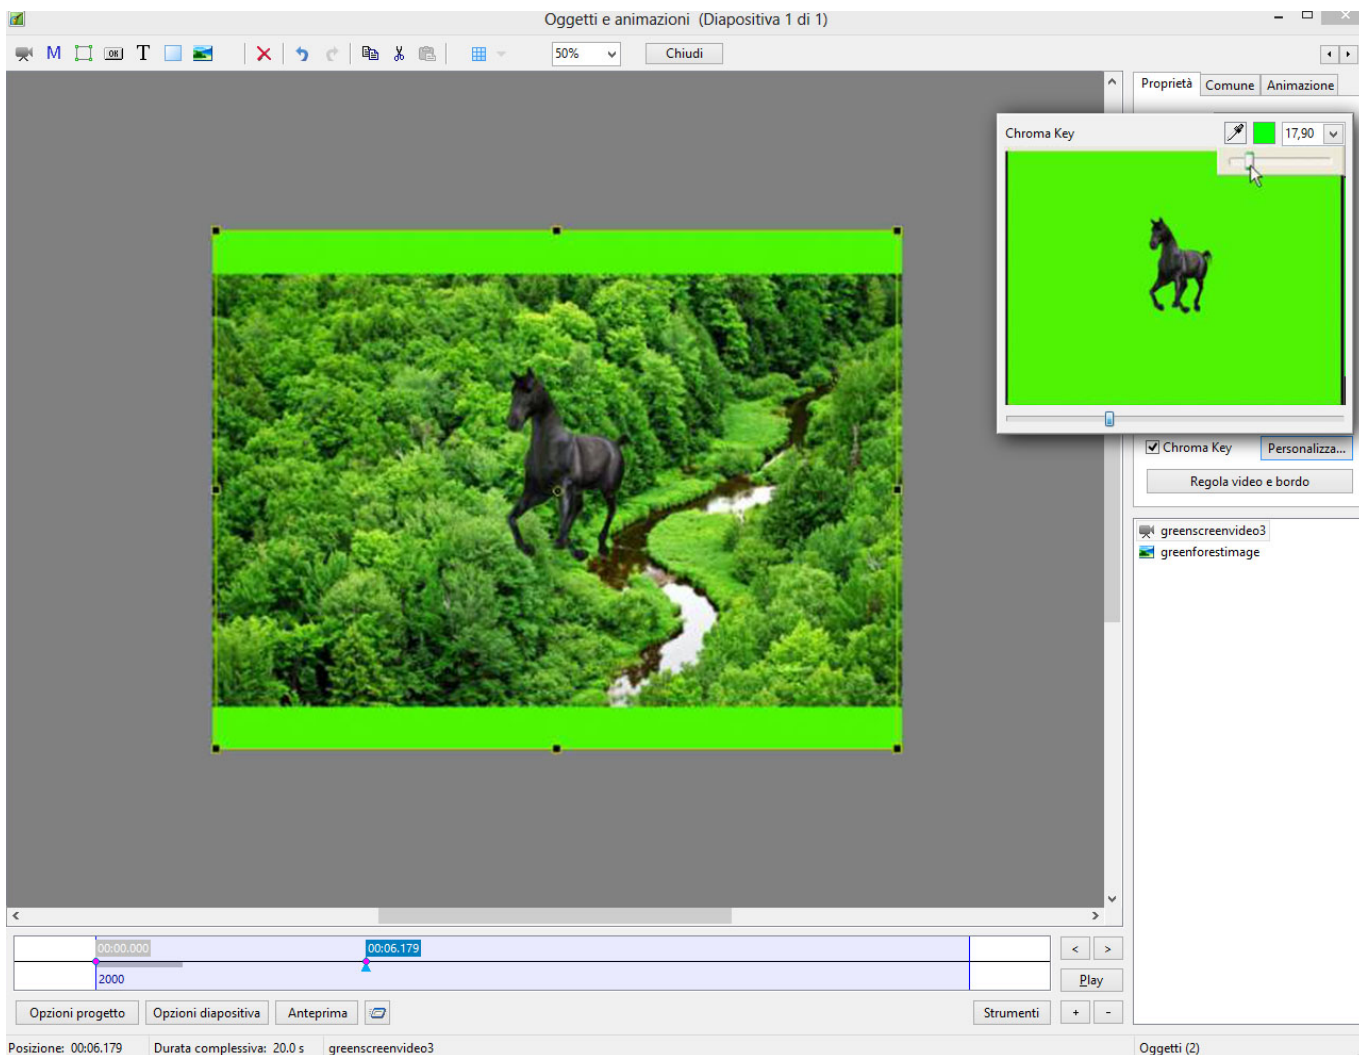 Oggetti e animazioni (Diapositiva 1 di 1)
M OK T 50% Chiudi
Proprietà Comune Animazione
Chroma Key 17,90
Chroma Key Personalizza...
Regola video e bordo
greenscreenvideo3
greenforestimage
00:00.000 00:06.179
2000
< >
Play
Opzioni progetto Opzioni diapositiva Anteprima Strumenti + -
Posizione: 00:06.179 Durata complessiva: 20.0 s greenscreenvideo3 Oggetti (2)